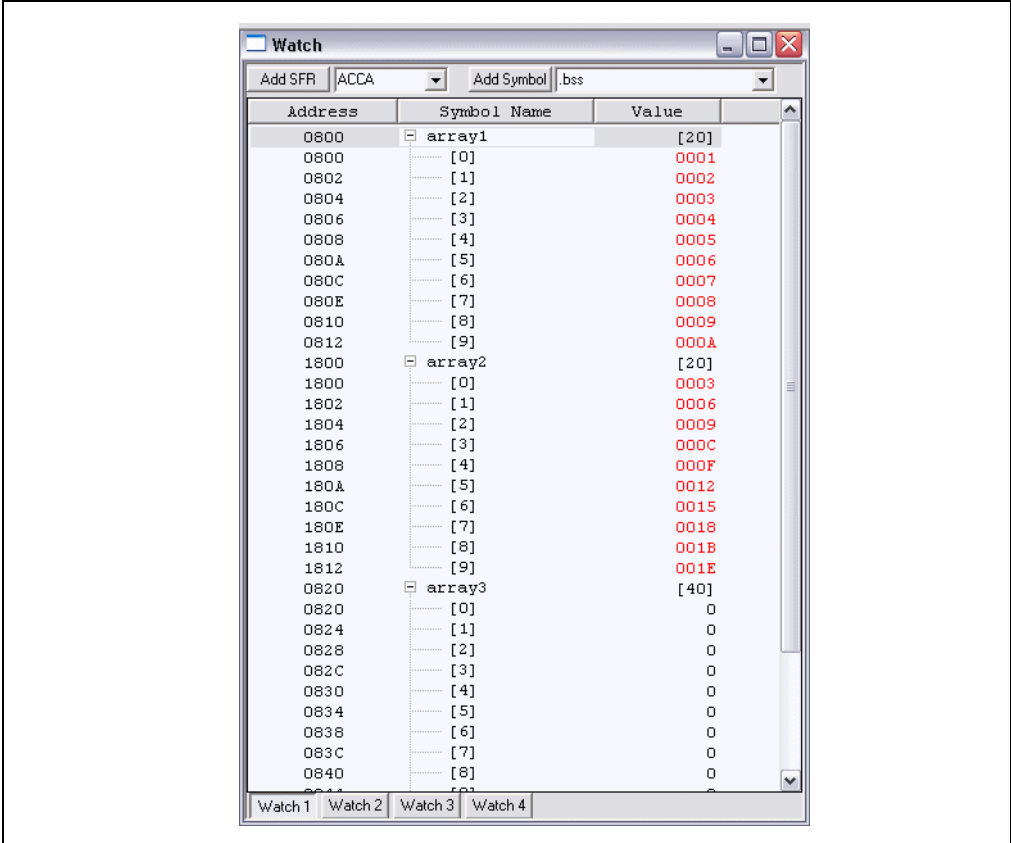 Watch
Add SFR ACCA Add Symbol .bss
Address Symbol Name Value
0800 array1 [20]
0800 [0] 0001
0802 [1] 0002
0804 [2] 0003
0806 [3] 0004
0808 [4] 0005
080A [5] 0006
080C [6] 0007
080E [7] 0008
0810 [8] 0009
0812 [9] 000A
1800 array2 [20]
1800 [0] 0003
1802 [1] 0006
1804 [2] 0009
1806 [3] 000C
1808 [4] 000F
180A [5] 0012
180C [6] 0015
180E [7] 0018
1810 [8] 001B
1812 [9] 001E
0820 array3 [40]
0820 [0] 0
0824 [1] 0
0828 [2] 0
082C [3] 0
0830 [4] 0
0834 [5] 0
0838 [6] 0
083C [7] 0
0840 [8] 0
Watch 1 Watch 2 Watch 3 Watch 4